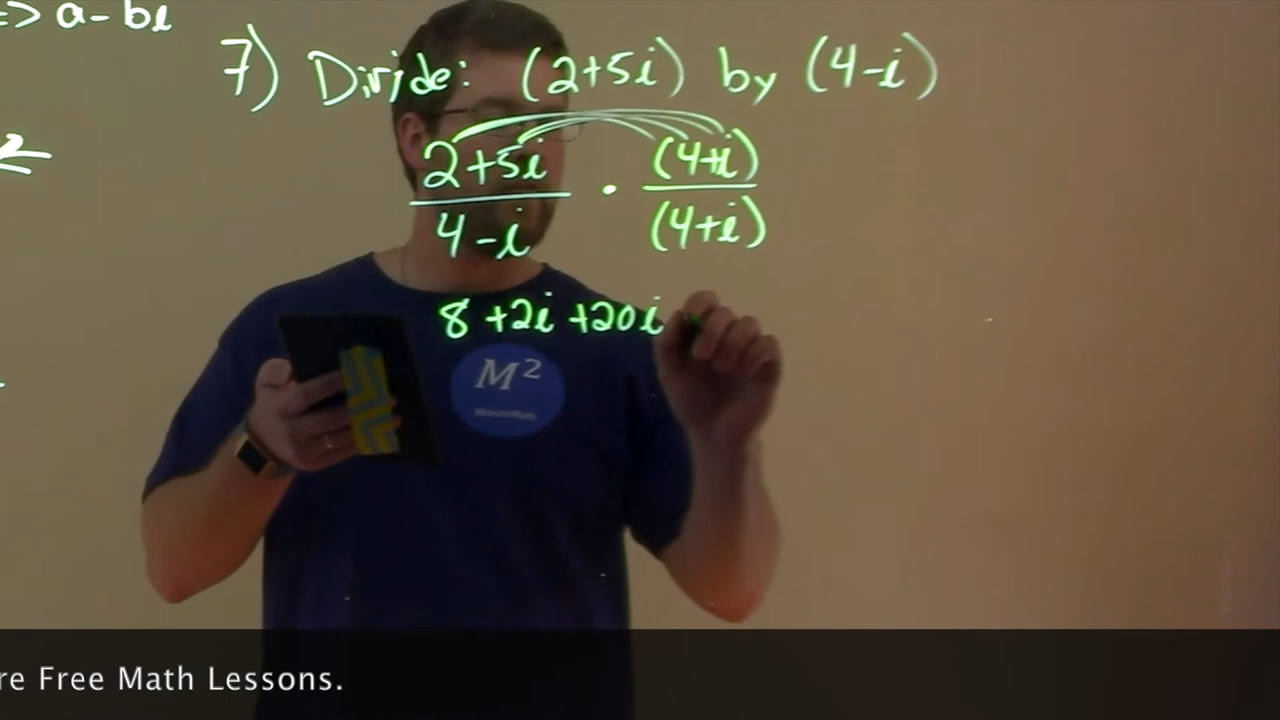 => a - bi
7) Divide: (2+5i) by (4-i)
2+5i / 4-i · (4+i) / (4+i)
8 +2i +20i
M²
MinuteMath
re Free Math Lessons.